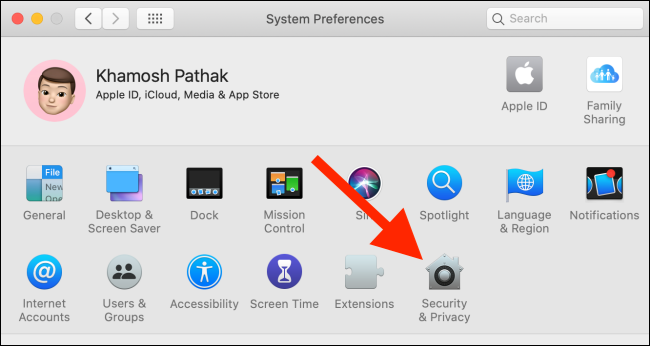 System Preferences
Search
Khamosh Pathak
Apple ID, iCloud, Media & App Store
Apple ID
Family
Sharing
File
New
Ope
General
Desktop &
Screen Saver
Dock
Mission
Control
Spotlight
Language
& Region
Notifications
Internet
Accounts
Users &
Groups
Accessibility
Screen Time
Extensions
Security
& Privacy